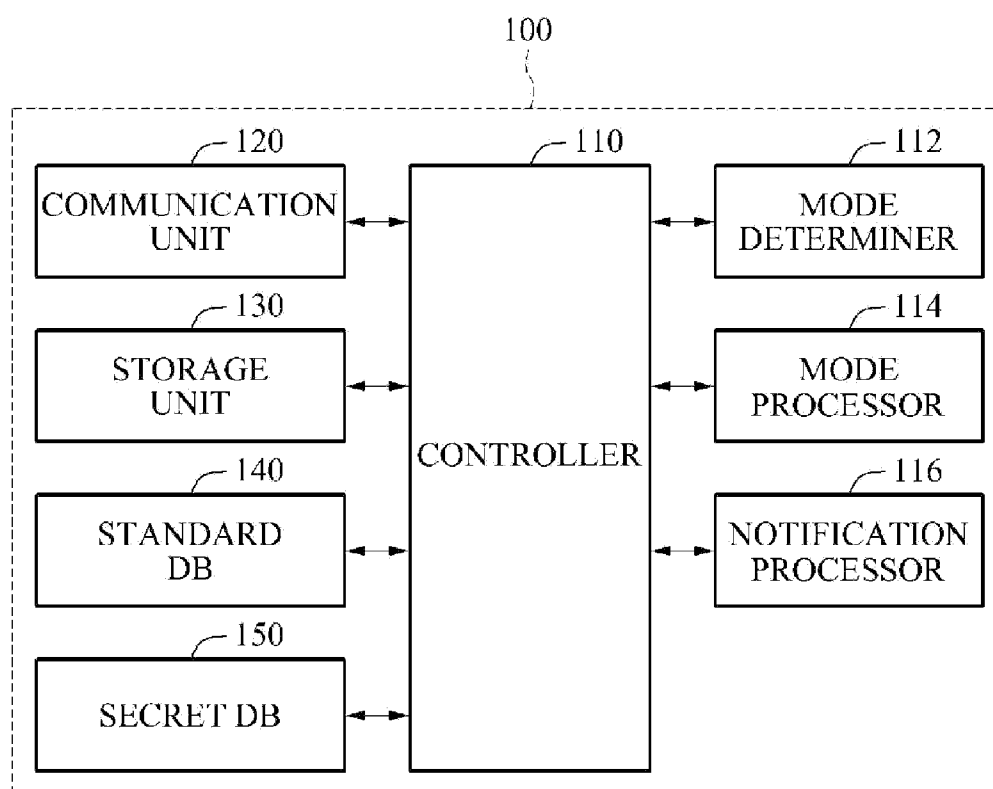 100
120
COMMUNICATION
UNIT
130
STORAGE
UNIT
140
STANDARD
DB
150
SECRET DB
110
CONTROLLER
112
MODE
DETERMINER
114
MODE
PROCESSOR
116
NOTIFICATION
PROCESSOR